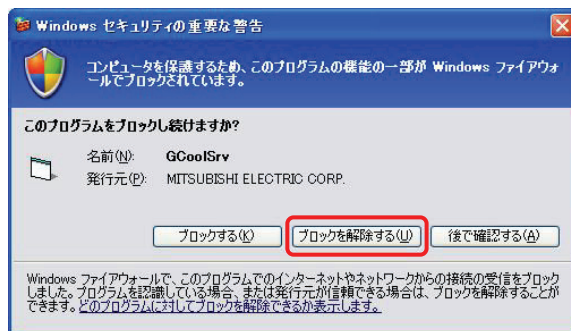 Windows セキュリティの重要な警告
コンピュータを保護するため、このプログラムの機能の一部が Windows ファイアウォ
ールでブロックされています。
このプログラムをブロックし続けますか?
名前(N): GCoolSrv
発行元(P): MITSUBISHI ELECTRIC CORP.
ブロックする(K) ブロックを解除する(U) 後で確認する(A)
Windows ファイアウォールで、このプログラムでのインターネットやネットワークからの接続の受信をブロック
しました。プログラムを認識している場合、または発行元が信頼できる場合は、ブロックを解除することが
できます。どのプログラムに対してブロックを解除できるか表示します。